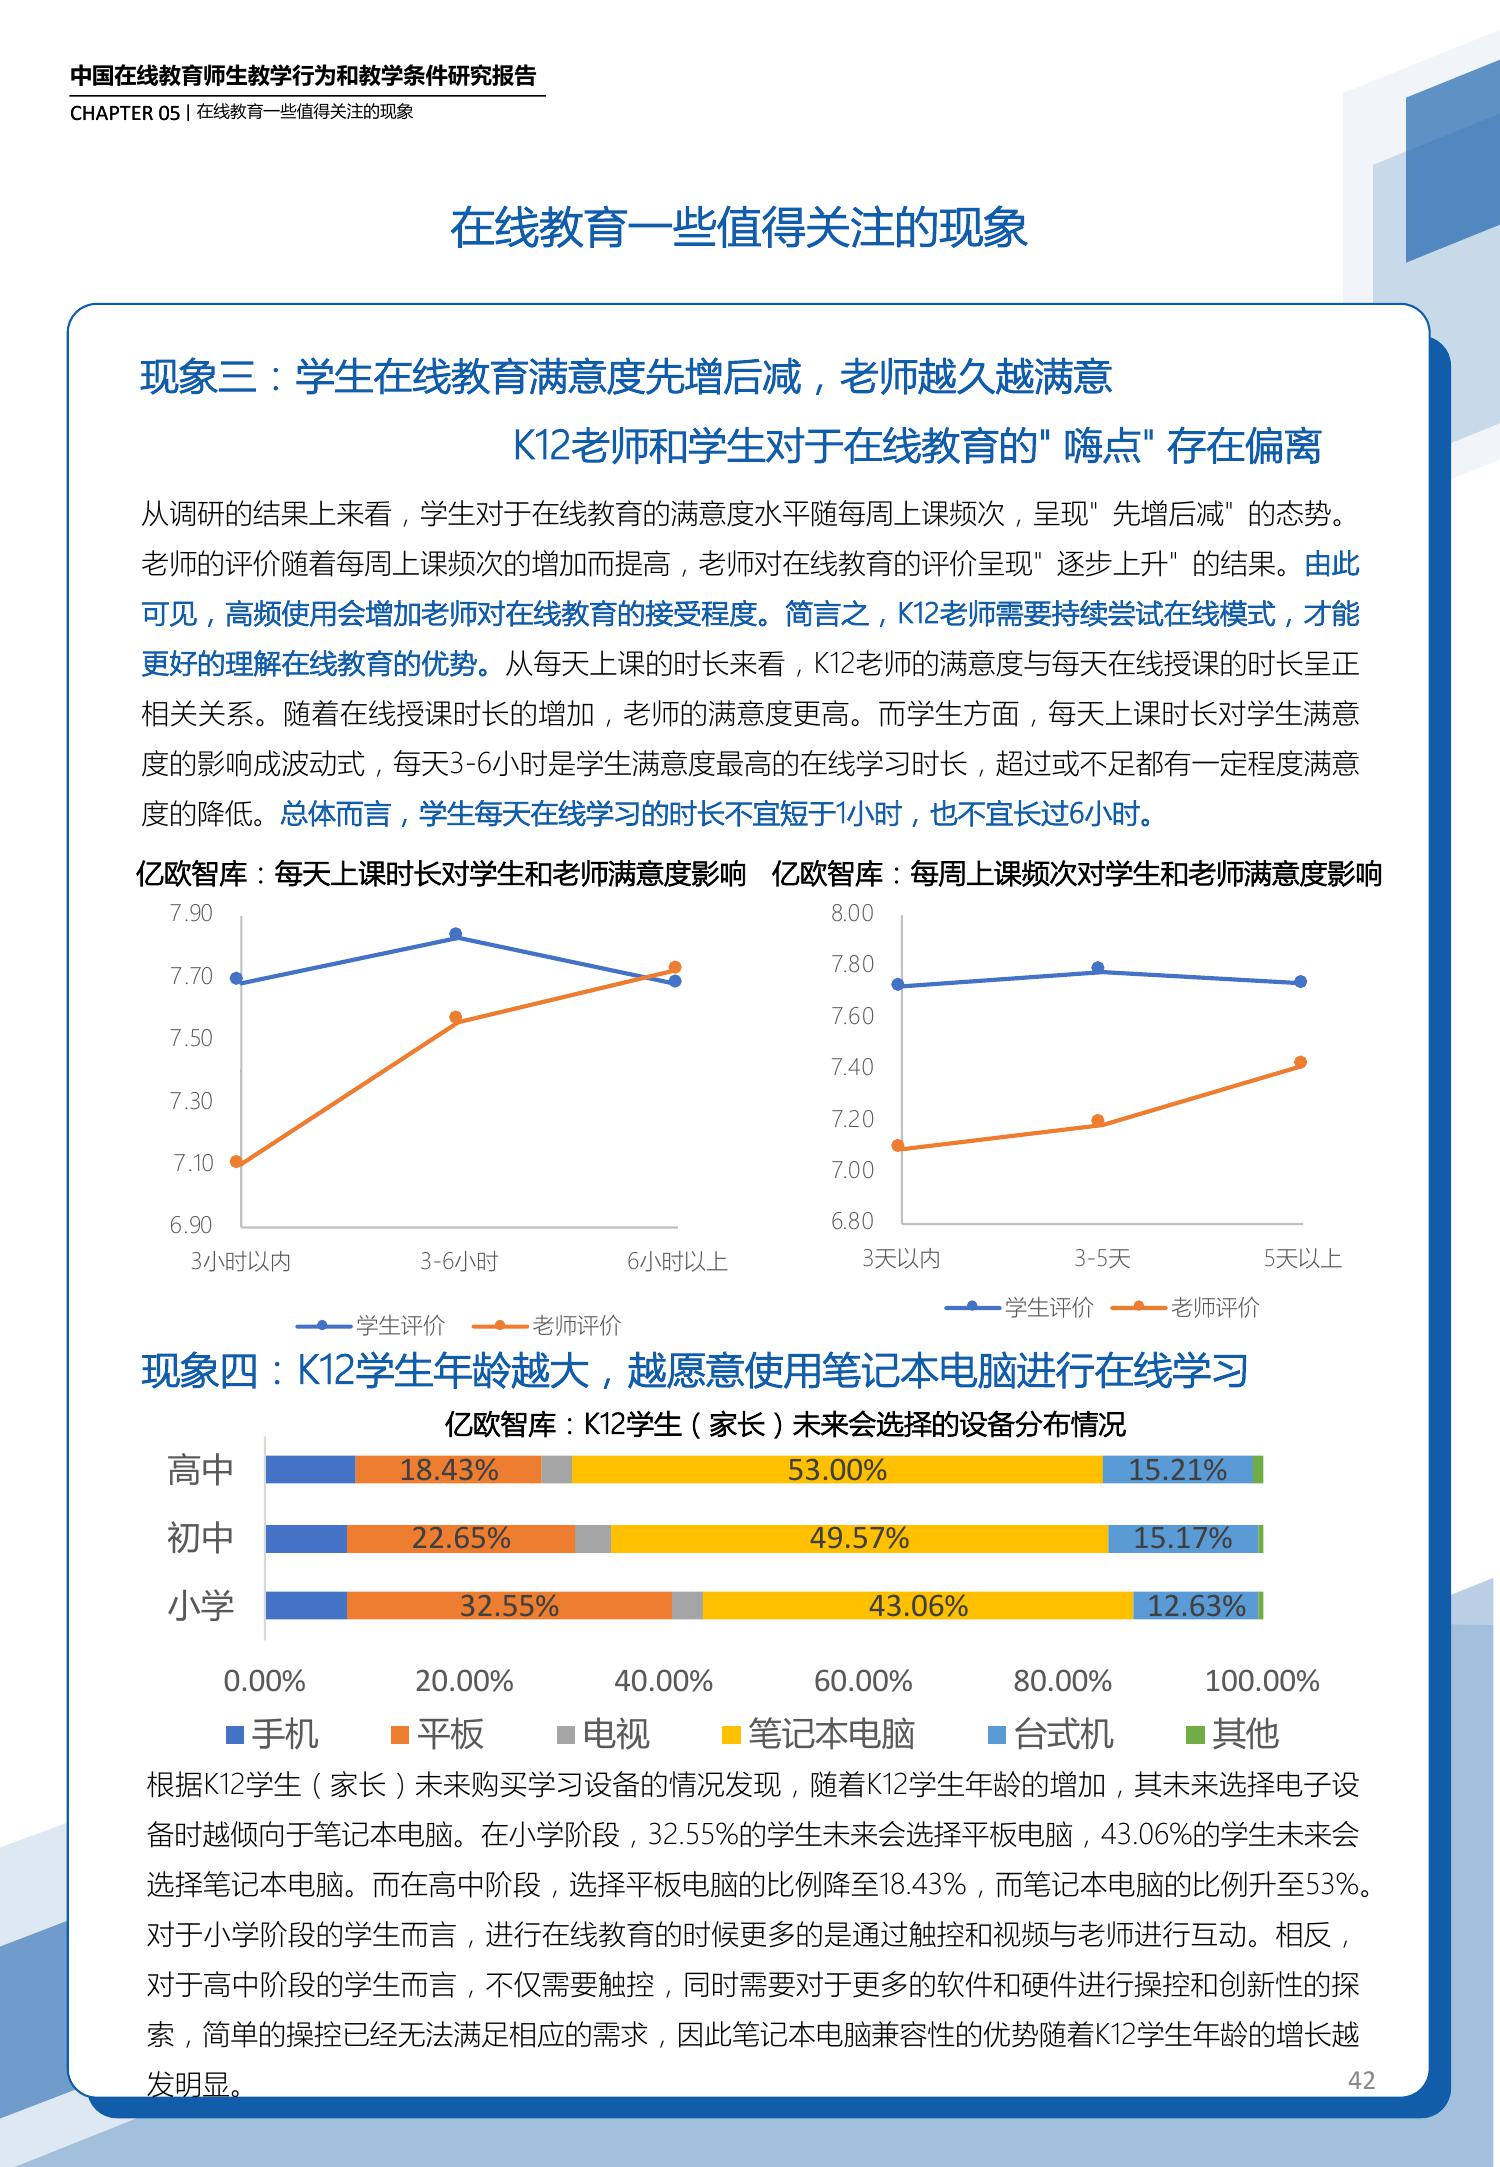 中国在线教育师生教学行为和教学条件研究报告
CHAPTER 05 | 在线教育一些值得关注的现象
在线教育一些值得关注的现象
现象三：学生在线教育满意度先增后减，老师越久越满意
K12老师和学生对于在线教育的" 嗨点" 存在偏离
从调研的结果上来看，学生对于在线教育的满意度水平随每周上课频次，呈现" 先增后减" 的态势。
老师的评价随着每周上课频次的增加而提高，老师对在线教育的评价呈现" 逐步上升" 的结果。由此
可见，高频使用会增加老师对在线教育的接受程度。简言之，K12老师需要持续尝试在线模式，才能
更好的理解在线教育的优势。从每天上课的时长来看，K12老师的满意度与每天在线授课的时长呈正
相关关系。随着在线授课时长的增加，老师的满意度更高。而学生方面，每天上课时长对学生满意
度的影响成波动式，每天3-6小时是学生满意度最高的在线学习时长，超过或不足都有一定程度满意
度的降低。总体而言，学生每天在线学习的时长不宜短于1小时，也不宜长过6小时。
亿欧智库：每天上课时长对学生和老师满意度影响
7.90
7.70
7.50
7.30
7.10
6.90
3小时以内 3-6小时 6小时以上
学生评价 老师评价
亿欧智库：每周上课频次对学生和老师满意度影响
8.00
7.80
7.60
7.40
7.20
7.00
6.80
3天以内 3-5天 5天以上
学生评价 老师评价
现象四：K12学生年龄越大，越愿意使用笔记本电脑进行在线学习
亿欧智库：K12学生（家长）未来会选择的设备分布情况
高中 18.43% 53.00% 15.21%
初中 22.65% 49.57% 15.17%
小学 32.55% 43.06% 12.63%
0.00% 20.00% 40.00% 60.00% 80.00% 100.00%
手机 平板 电视 笔记本电脑 台式机 其他
根据K12学生（家长）未来购买学习设备的情况发现，随着K12学生年龄的增加，其未来选择电子设
备时越倾向于笔记本电脑。在小学阶段，32.55%的学生未来会选择平板电脑，43.06%的学生未来会
选择笔记本电脑。而在高中阶段，选择平板电脑的比例降至18.43%，而笔记本电脑的比例升至53%。
对于小学阶段的学生而言，进行在线教育的时候更多的是通过触控和视频与老师进行互动。相反，
对于高中阶段的学生而言，不仅需要触控，同时需要对于更多的软件和硬件进行操控和创新性的探
索，简单的操控已经无法满足相应的需求，因此笔记本电脑兼容性的优势随着K12学生年龄的增长越
发明显。
42